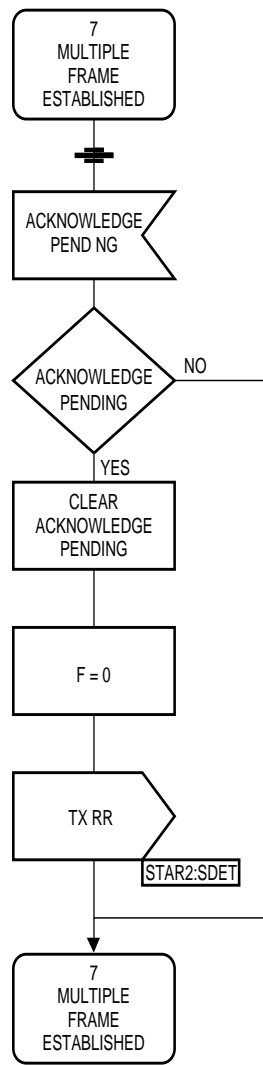 7
MULTIPLE
FRAME
ESTABLISHED
ACKNOWLEDGE
PEND NG
ACKNOWLEDGE
PENDING
NO
YES
CLEAR
ACKNOWLEDGE
PENDING
F = 0
TX RR
STAR2:SDET
7
MULTIPLE
FRAME
ESTABLISHED